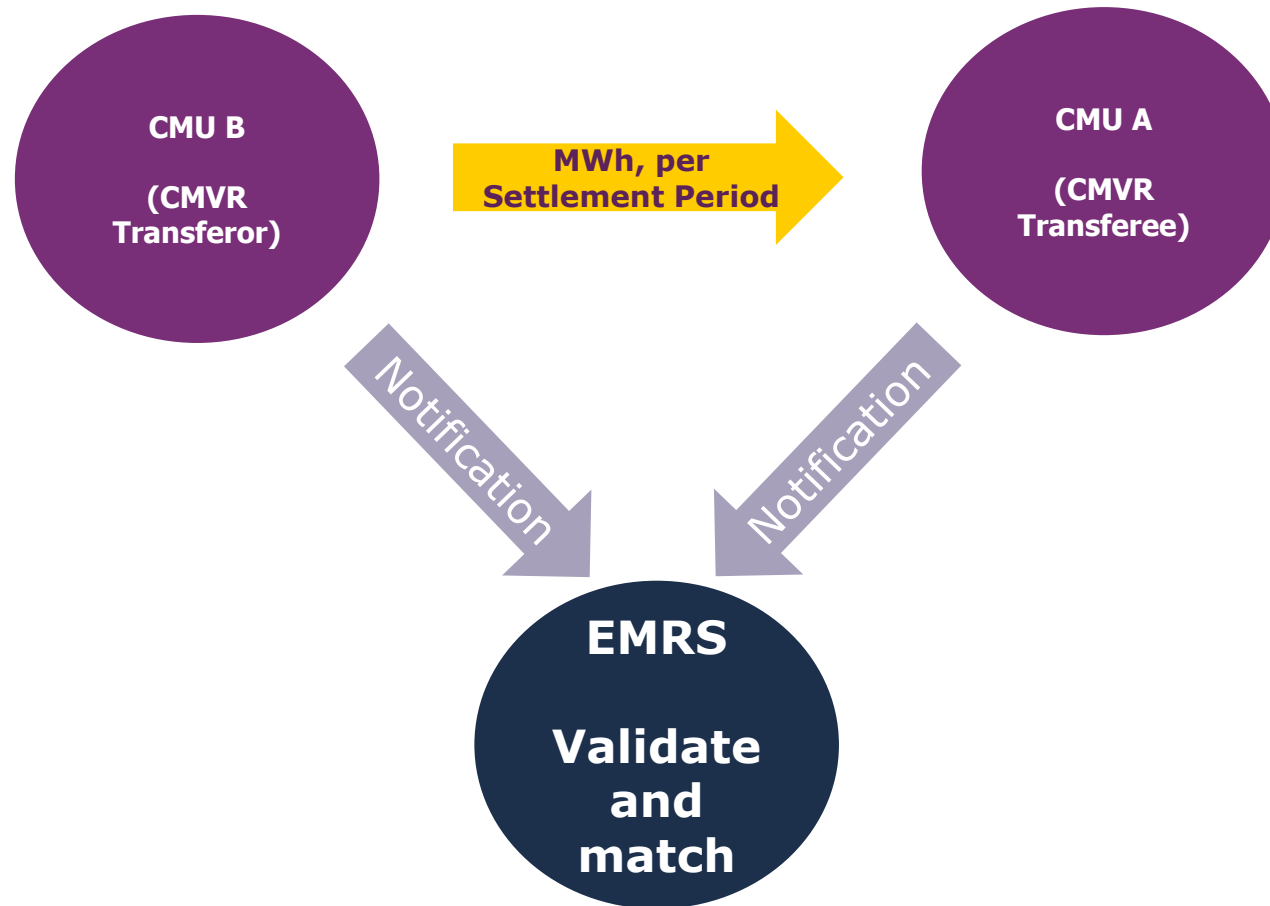 CMU B
(CMVR
Transferor)
MWh, per
Settlement Period
CMU A
(CMVR
Transferee)
Notification
Notification
EMRS
Validate
and
match